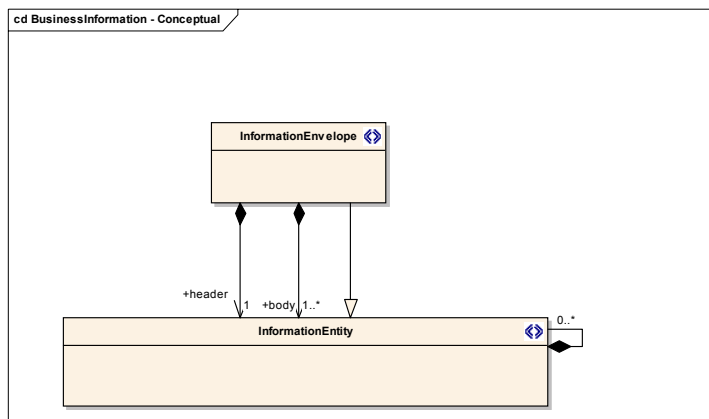 cd BusinessInformation - Conceptual
InformationEnvelope
+header
1
+body
1..*
InformationEntity
0..*